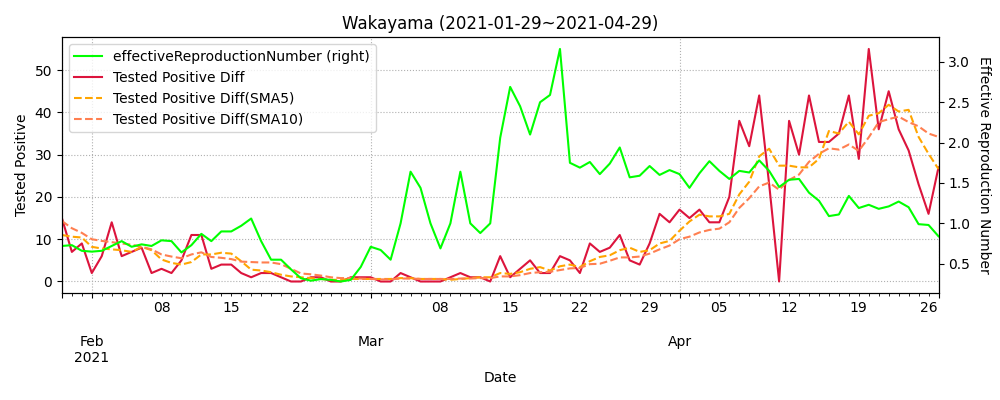 Wakayama (2021-01-29~2021-04-29)
effectiveReproductionNumber (right)
Tested Positive Diff
Tested Positive Diff(SMA5)
Tested Positive Diff(SMA10)
Tested Positive
50
40
30
20
10
0
3.0
2.5
2.0
1.5
1.0
0.5
Effective Reproduction Number
08 15 22 08 15 22 29 05 12 19 26
Feb Mar Apr
2021
Date